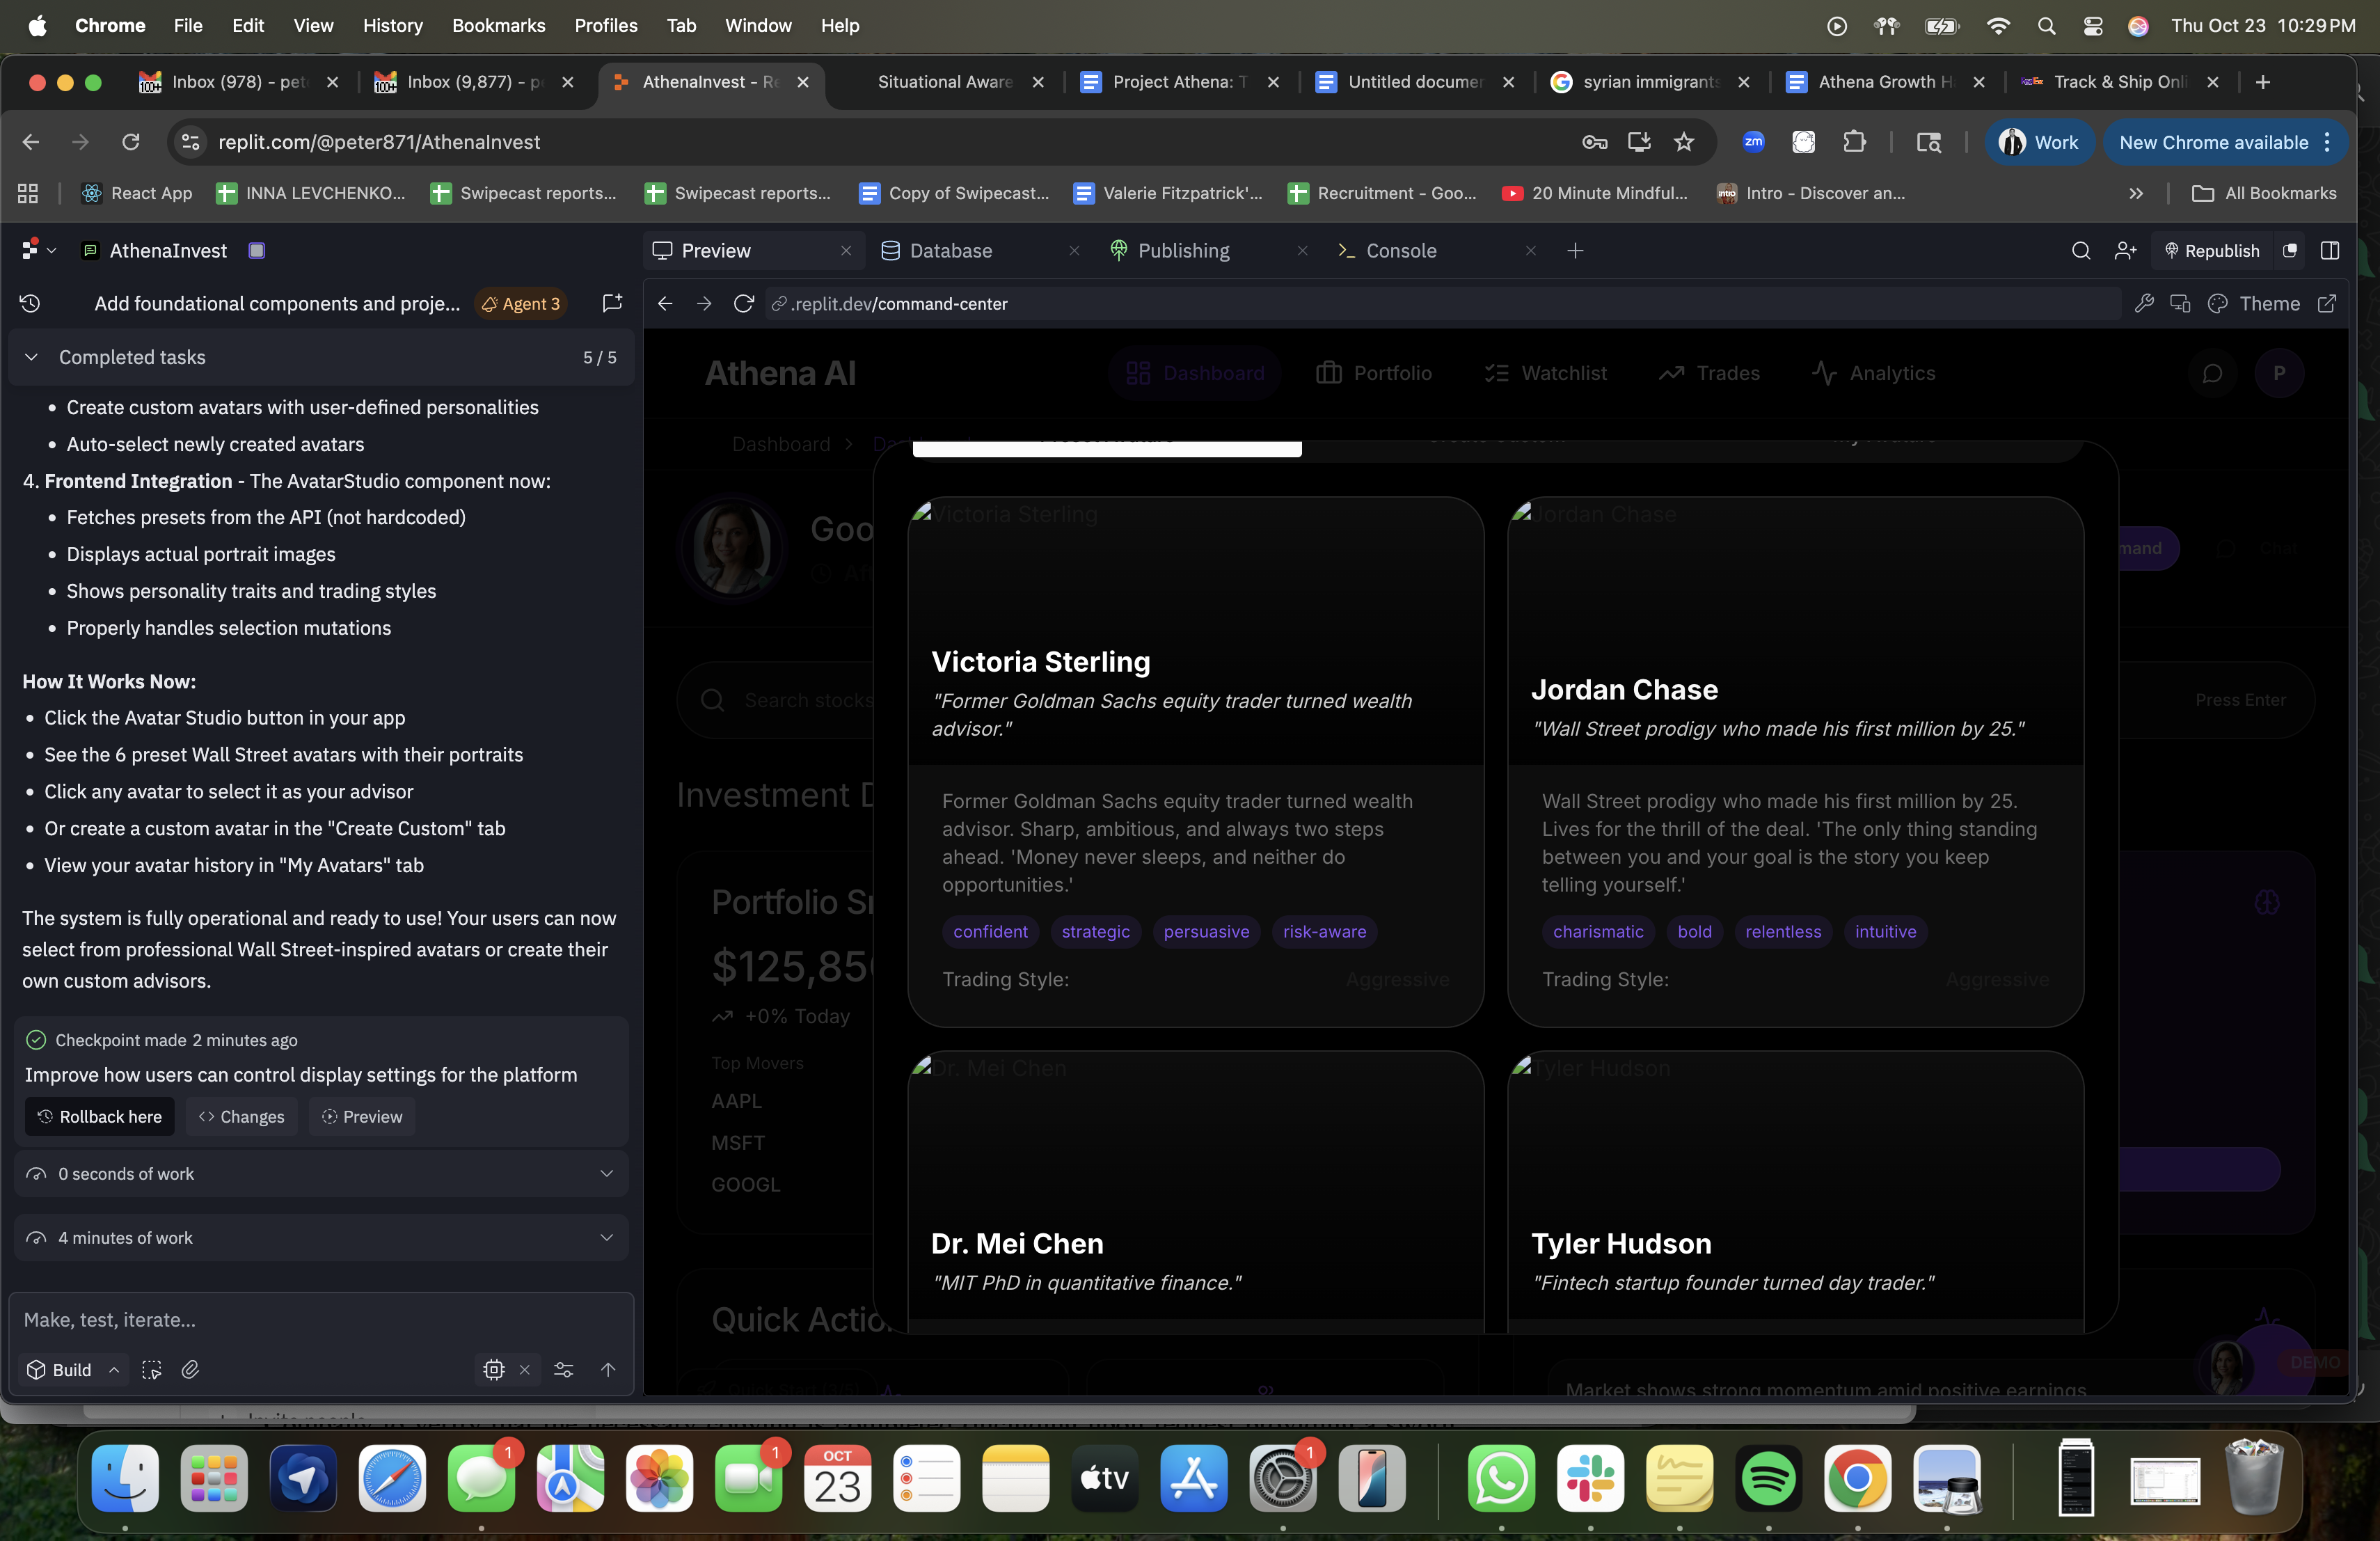 Chrome File Edit View History Bookmarks Profiles Tab Window Help
Thu Oct 23 10:29 PM
Inbox (978) - pet
Inbox (9,877) - p
AthenaInvest - Re
Situational Aware
Project Athena: T
Untitled documen
syrian immigrants
Athena Growth H
Track & Ship Onli
replit.com/@peter871/AthenaInvest
zm
Work
New Chrome available
React App
INNA LEVCHENKO...
Swipecast reports...
Swipecast reports...
Copy of Swipecast...
Valerie Fitzpatrick'...
Recruitment - Goo...
20 Minute Mindful...
Intro - Discover an...
All Bookmarks
AthenaInvest
Preview
Database
Publishing
Console
Republish
Add foundational components and proje...
Agent 3
.replit.dev/command-center
Theme
Completed tasks
5 / 5
• Create custom avatars with user-defined personalities
• Auto-select newly created avatars
4. Frontend Integration - The AvatarStudio component now:
• Fetches presets from the API (not hardcoded)
• Displays actual portrait images
• Shows personality traits and trading styles
• Properly handles selection mutations
How It Works Now:
• Click the Avatar Studio button in your app
• See the 6 preset Wall Street avatars with their portraits
• Click any avatar to select it as your advisor
• Or create a custom avatar in the "Create Custom" tab
• View your avatar history in "My Avatars" tab
The system is fully operational and ready to use! Your users can now
select from professional Wall Street-inspired avatars or create their
own custom advisors.
Checkpoint made 2 minutes ago
Improve how users can control display settings for the platform
Rollback here
Changes
Preview
0 seconds of work
4 minutes of work
Make, test, iterate...
Build
Athena AI
Dashboard
Portfolio
Watchlist
Trades
Analytics
P
Dashboard
Goo
mand
Search stocks
Press Enter
Investment D
Portfolio Sn
$125,850
+0% Today
Top Movers
AAPL
MSFT
GOOGL
Quick Actio
Victoria Sterling
Victoria Sterling
"Former Goldman Sachs equity trader turned wealth
advisor."
Former Goldman Sachs equity trader turned wealth
advisor. Sharp, ambitious, and always two steps
ahead. 'Money never sleeps, and neither do
opportunities.'
confident
strategic
persuasive
risk-aware
Trading Style:
Aggressive
Jordan Chase
Jordan Chase
"Wall Street prodigy who made his first million by 25."
Wall Street prodigy who made his first million by 25.
Lives for the thrill of the deal. 'The only thing standing
between you and your goal is the story you keep
telling yourself.'
charismatic
bold
relentless
intuitive
Trading Style:
Aggressive
Dr. Mei Chen
Dr. Mei Chen
"MIT PhD in quantitative finance."
Tyler Hudson
Tyler Hudson
"Fintech startup founder turned day trader."
DEMO
Market shows strong momentum amid positive earnings
1
1
OCT
23
tv
1